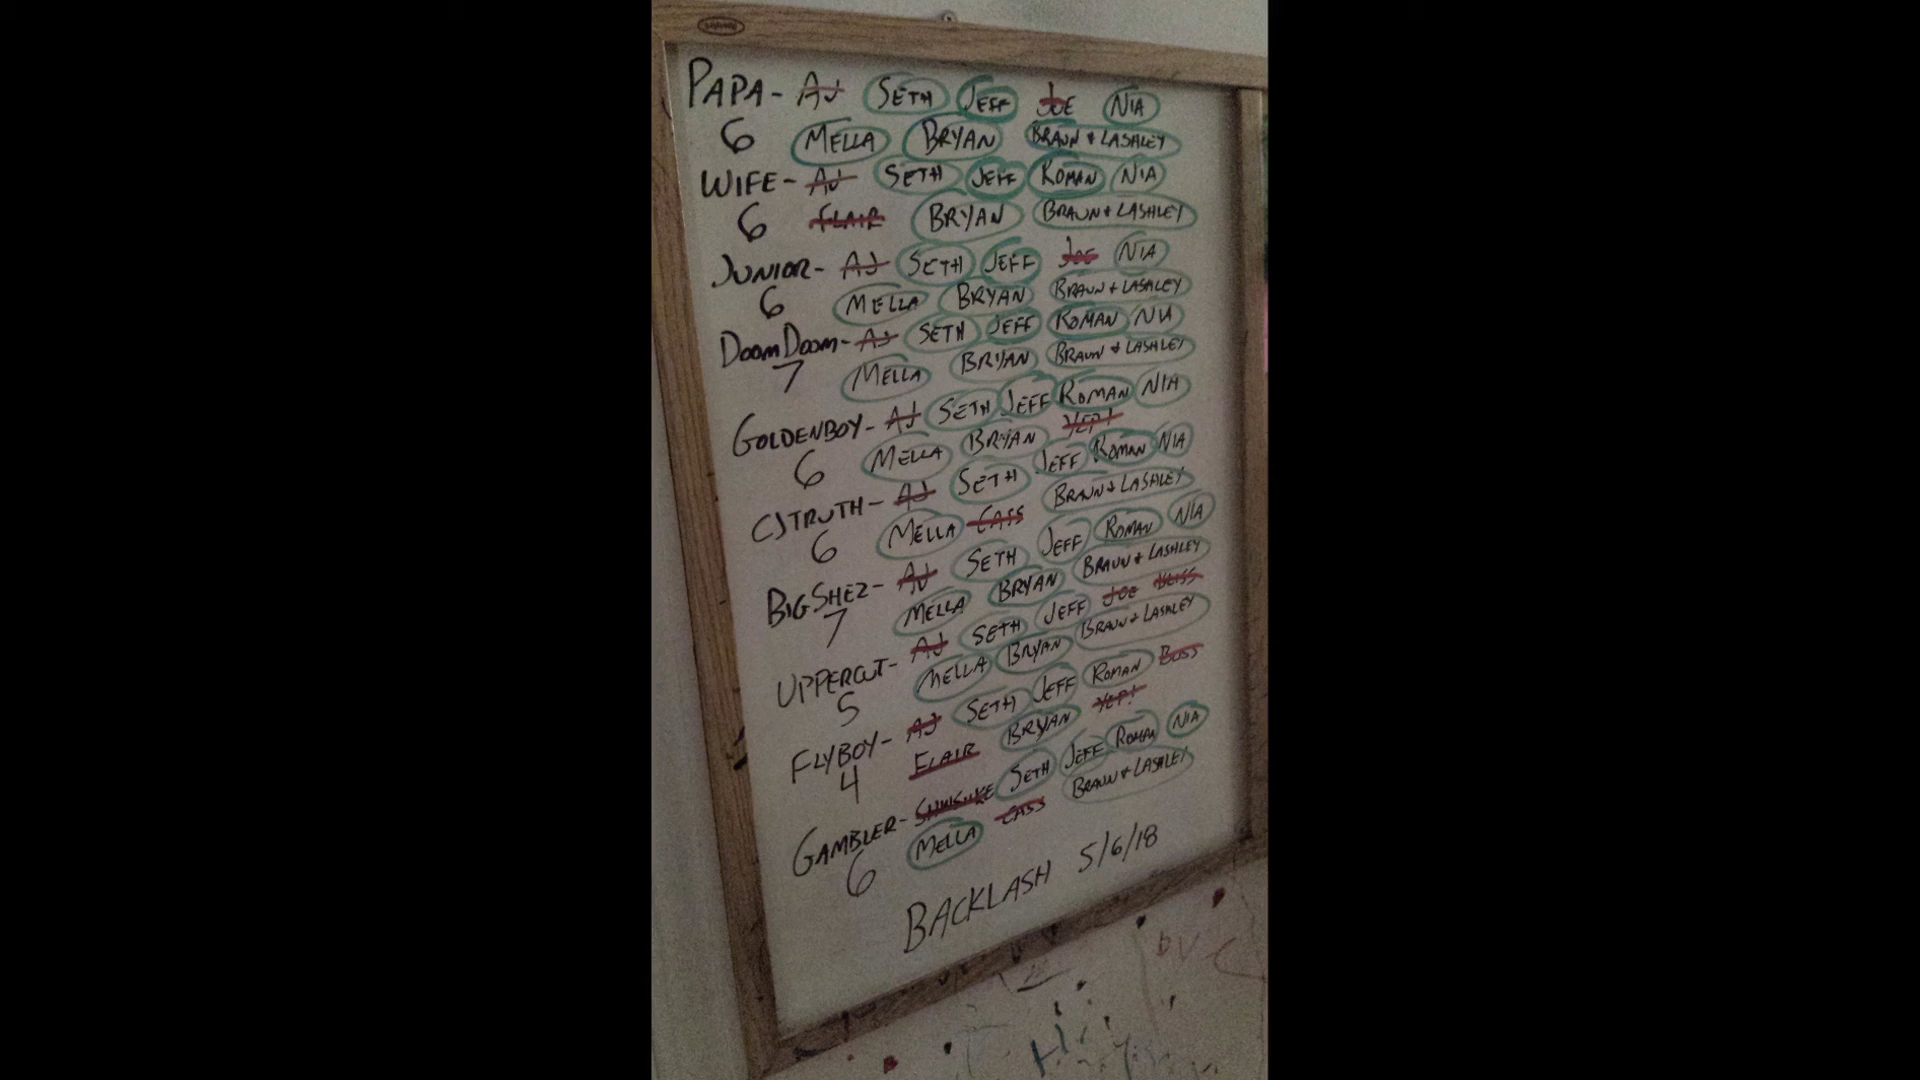 PAPA- AJ SETH JEFF JOE NIA
6 MELLA BRYAN BRAUN & LASHLEY
WIFE- AJ SETH JEFF ROMAN NIA
6 FLAIR BRYAN BRAUN & LASHLEY
JUNIOR- AJ SETH JEFF JOE NIA
6 MELLA BRYAN BRAUN & LASHLEY
DOOMDOOM- AJ SETH JEFF ROMAN NIA
7 MELLA BRYAN BRAUN & LASHLEY
GOLDENBOY- AJ SETH JEFF ROMAN NIA
6 MELLA BRYAN YEP!
CJTRUTH- AJ SETH JEFF ROMAN NIA
6 MELLA CASS BRAUN & LASHLEY
BIGSHEZ- AJ SETH JEFF ROMAN NIA
7 MELLA BRYAN BRAUN & LASHLEY
UPPERCUT- AJ SETH JEFF JOE BLISS
5 MELLA BRYAN BRAUN & LASHLEY
FLYBOY- AJ SETH JEFF ROMAN BLISS
4 FLAIR BRYAN YEP!
GAMBLER- SHINSUKE SETH JEFF ROMAN NIA
6 MELLA CASS BRAUN & LASHLEY
BACKLASH 5/6/18